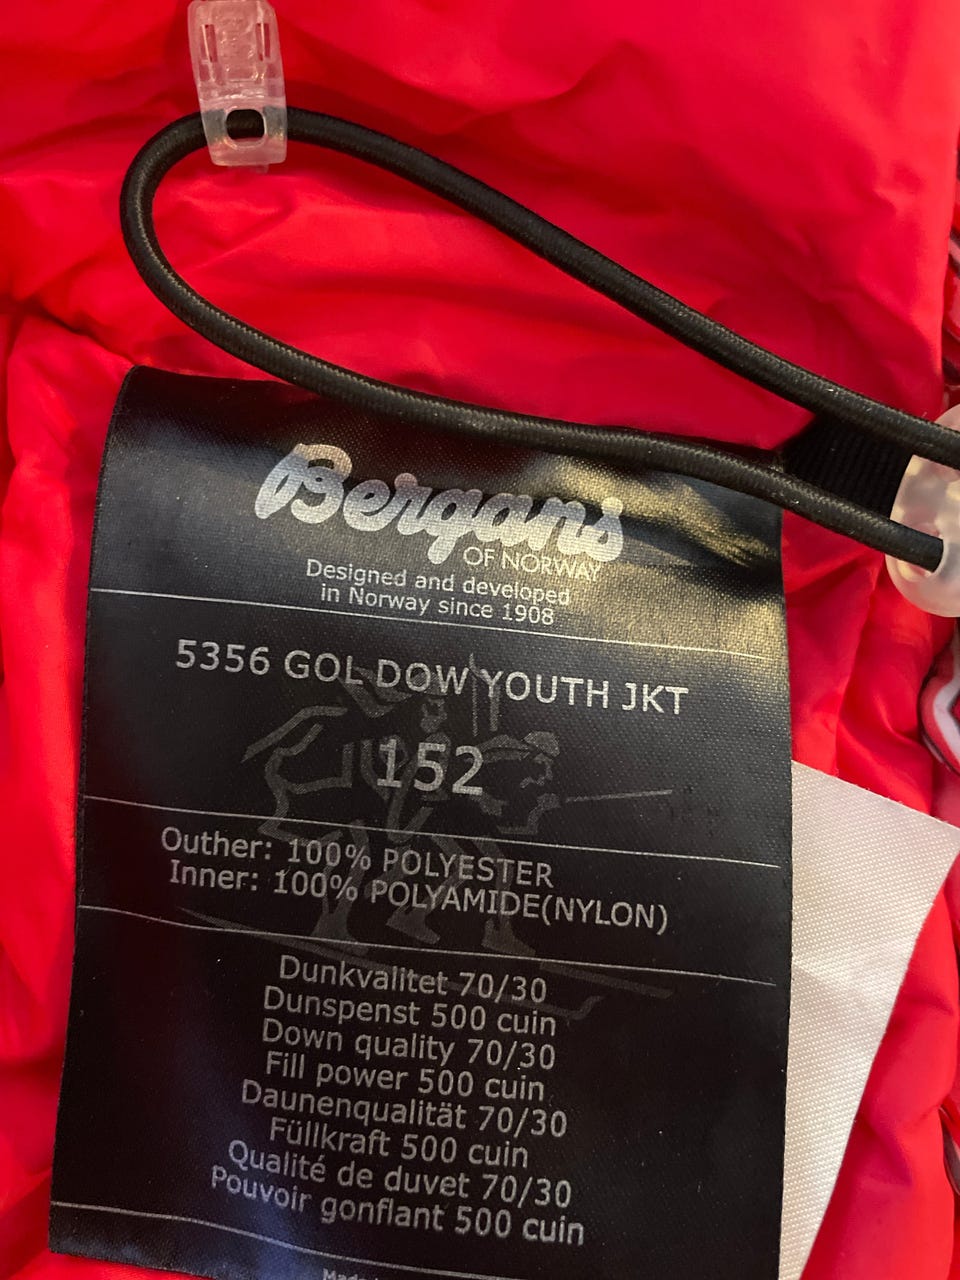 Bergans
OF NORWAY
Designed and developed
in Norway since 1908
5356 GOL DOW YOUTH JKT
152
Outher: 100% POLYESTER
Inner: 100% POLYAMIDE(NYLON)
Dunkvalitet 70/30
Dunspenst 500 cuin
Down quality 70/30
Fill power 500 cuin
Daunenqualität 70/30
Füllkraft 500 cuin
Qualité de duvet 70/30
Pouvoir gonflant 500 cuin
Made